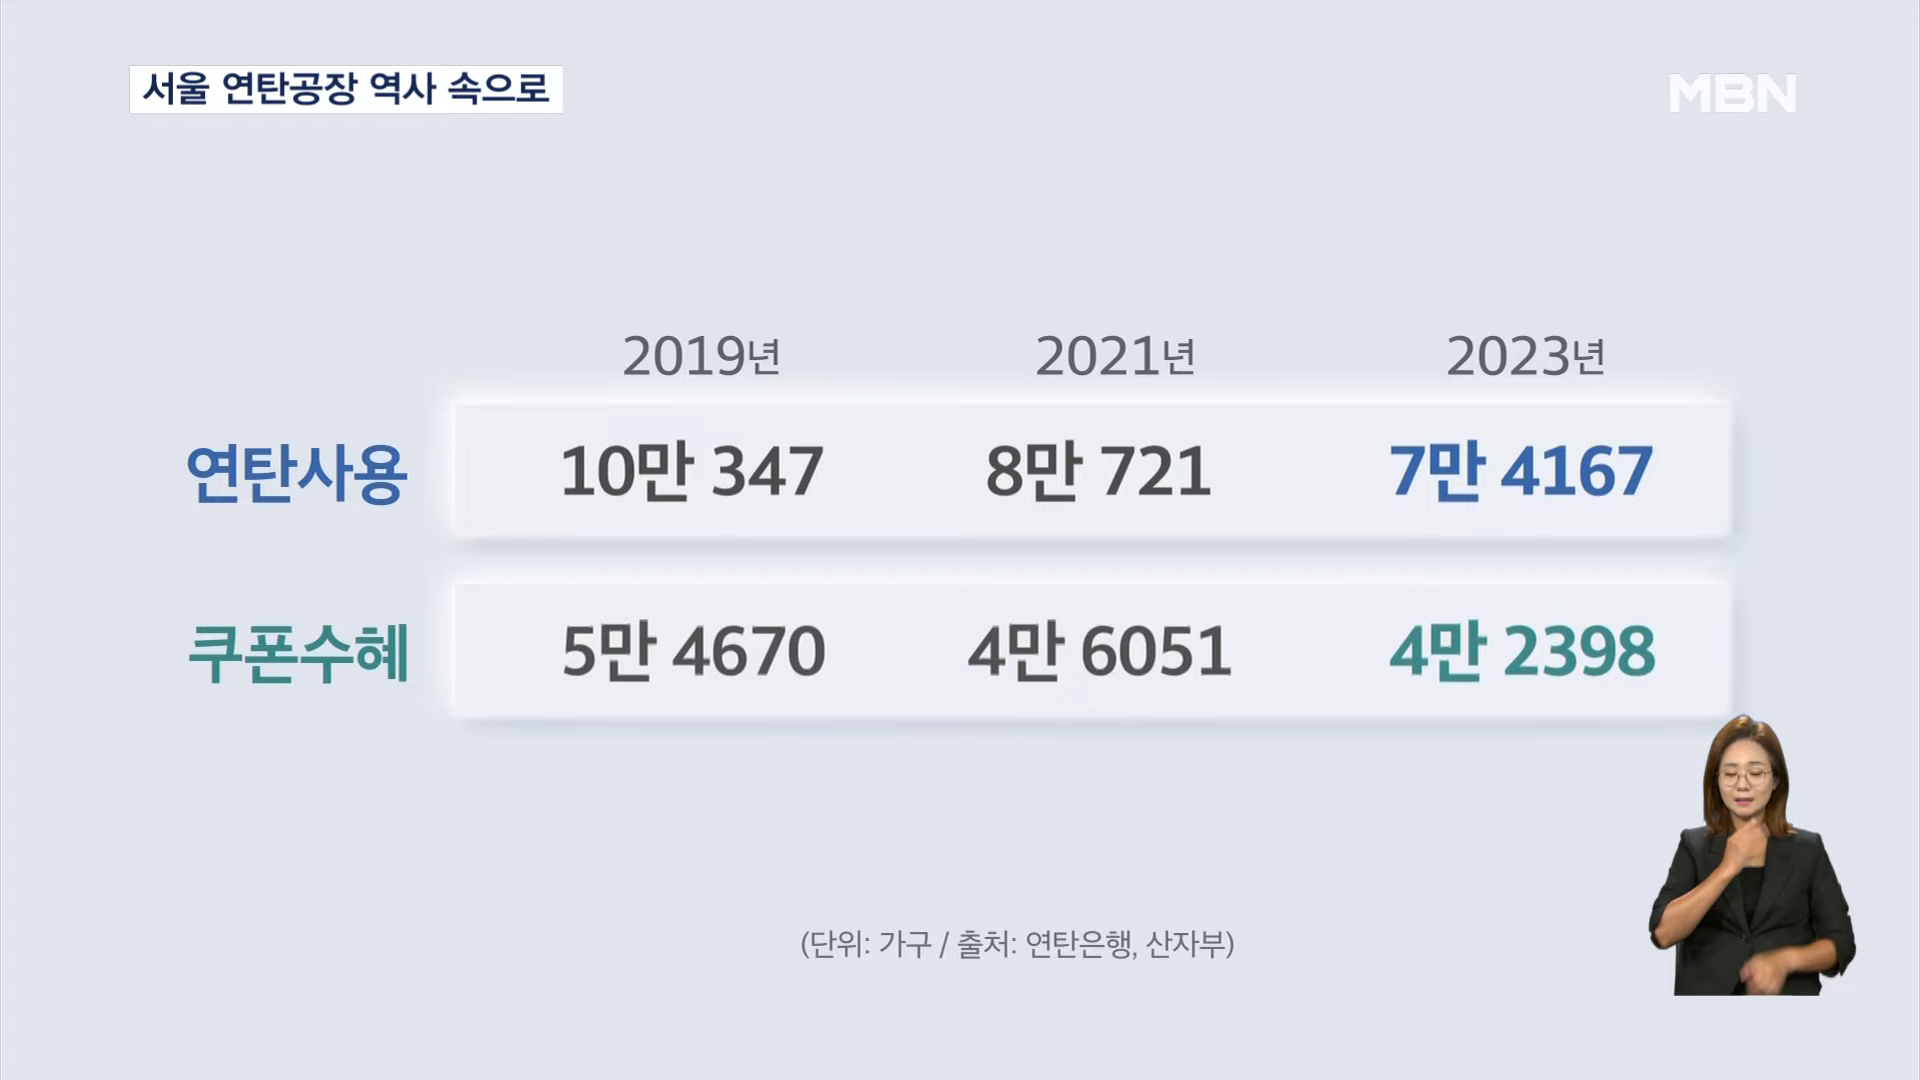 서울 연탄공장 역사 속으로
MBN
2019년 2021년 2023년
연탄사용 10만 347 8만 721 7만 4167
쿠폰수혜 5만 4670 4만 6051 4만 2398
(단위: 가구 / 출처: 연탄은행, 산자부)